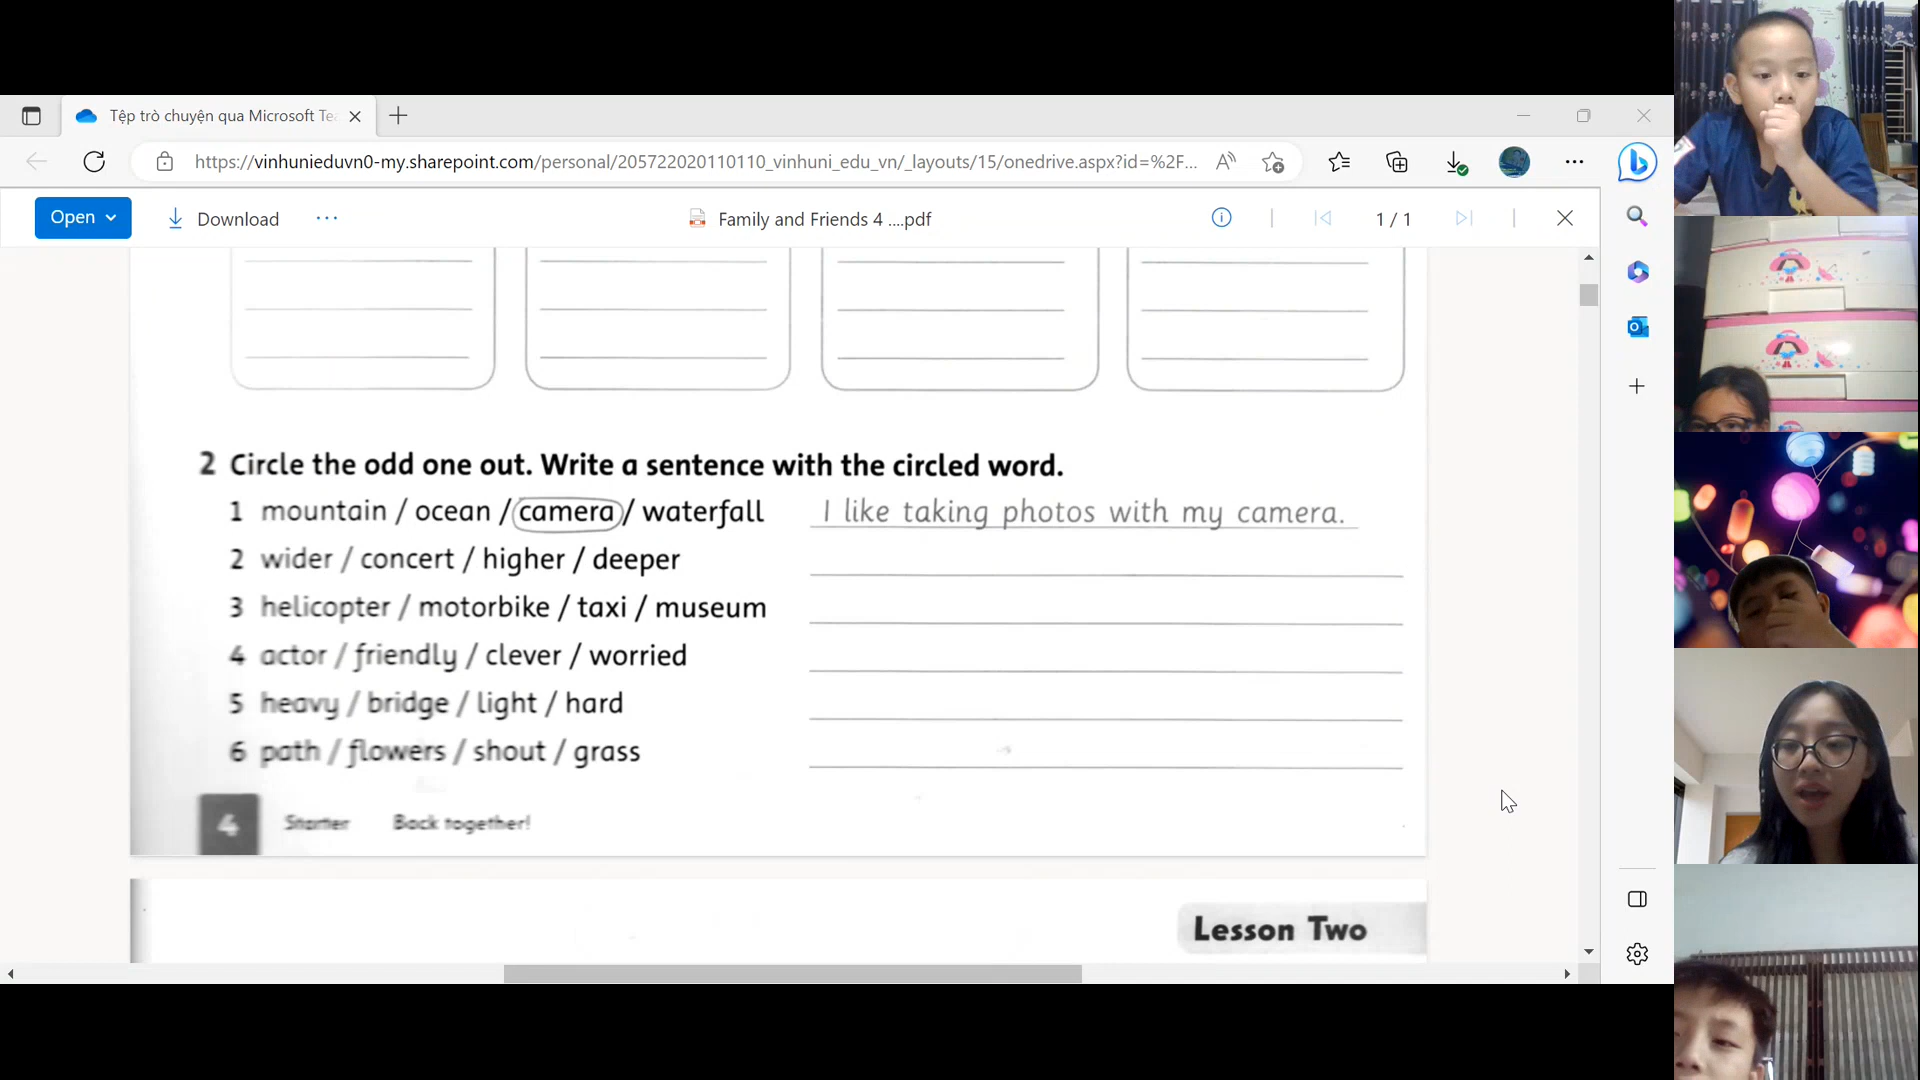 Tệp trò chuyện qua Microsoft Te
https://vinhunieduvn0-my.sharepoint.com/personal/205722020110110_vinhuni_edu_vn/_layouts/15/onedrive.aspx?id=%2F...
Open
Download
Family and Friends 4 ....pdf
1 / 1
2 Circle the odd one out. Write a sentence with the circled word.
1 mountain / ocean / camera / waterfall I like taking photos with my camera.
2 wider / concert / higher / deeper
3 helicopter / motorbike / taxi / museum
4 actor / friendly / clever / worried
5 heavy / bridge / light / hard
6 path / flowers / shout / grass
4 Starter Back together!
Lesson Two